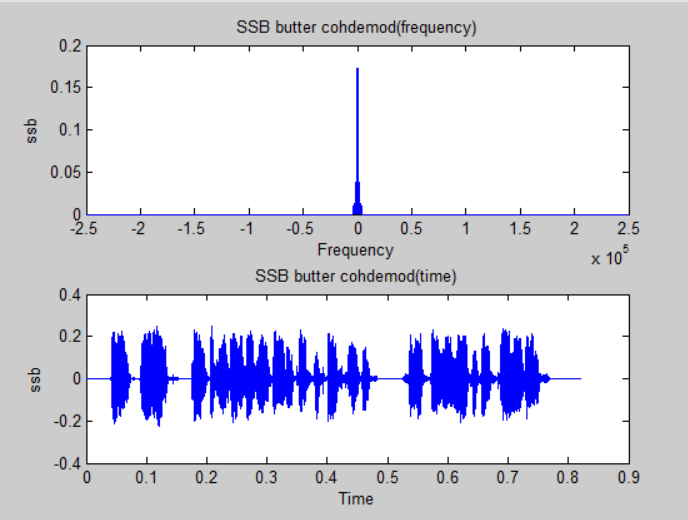 SSB butter cohdemod(frequency)
0.2
0.15
0.1
0.05
0
ssb
-2.5 -2 -1.5 -1 -0.5 0 0.5 1 1.5 2 2.5
Frequency
x 10^5
SSB butter cohdemod(time)
0.4
0.2
0
-0.2
-0.4
ssb
0 0.1 0.2 0.3 0.4 0.5 0.6 0.7 0.8 0.9
Time